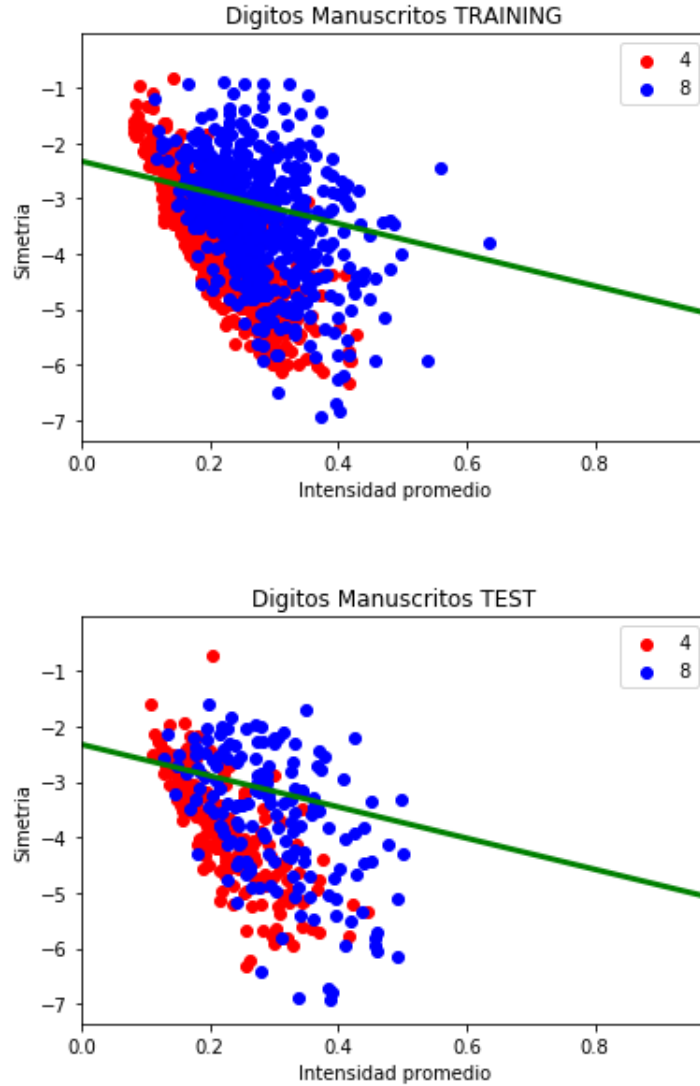 Digitos Manuscritos TRAINING
4
8
−1
−2
−3
−4
−5
−6
−7
Simetria
0.0 0.2 0.4 0.6 0.8
Intensidad promedio
Digitos Manuscritos TEST
4
8
−1
−2
−3
−4
−5
−6
−7
Simetria
0.0 0.2 0.4 0.6 0.8
Intensidad promedio